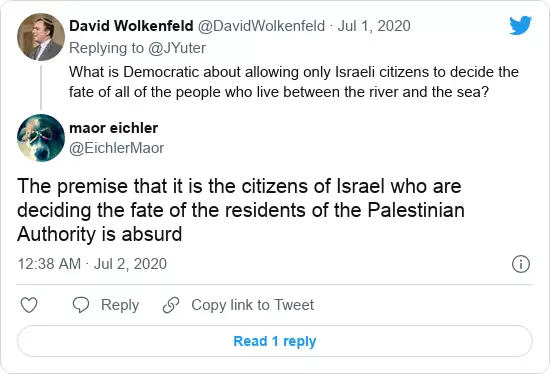 David Wolkenfeld @DavidWolkenfeld · Jul 1, 2020
Replying to @JYuter
What is Democratic about allowing only Israeli citizens to decide the
fate of all of the people who live between the river and the sea?
maor eichler
@EichlerMaor
The premise that it is the citizens of Israel who are
deciding the fate of the residents of the Palestinian
Authority is absurd
12:38 AM · Jul 2, 2020
Reply Copy link to Tweet
Read 1 reply